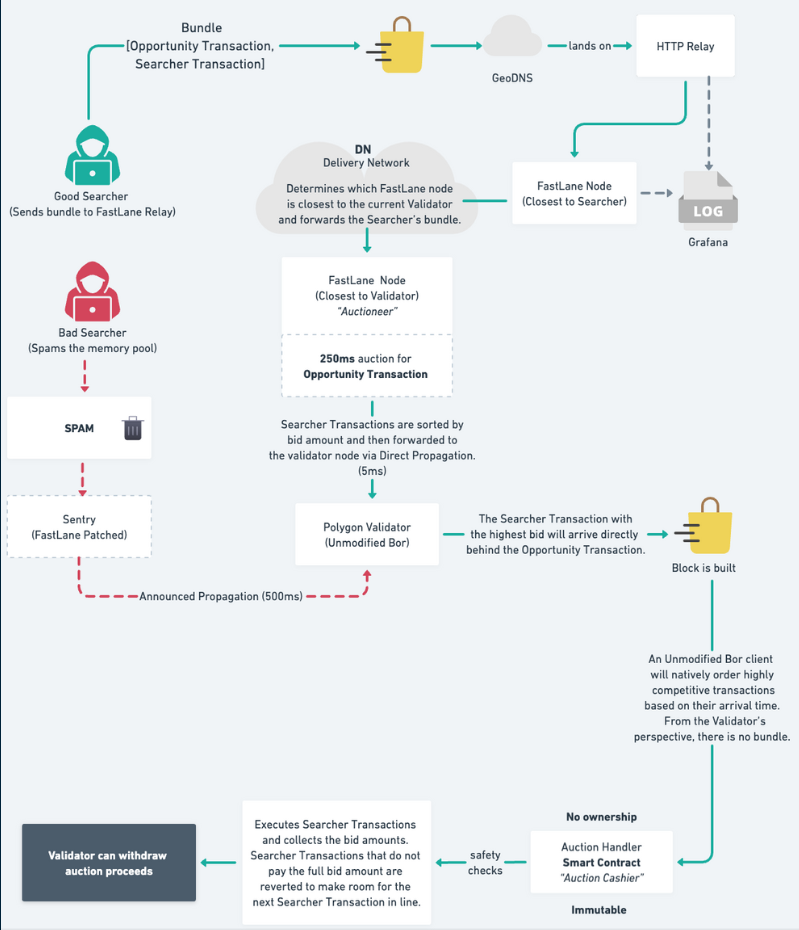 Bundle
[Opportunity Transaction,
Searcher Transaction]
GeoDNS
lands on
HTTP Relay
Good Searcher
(Sends bundle to FastLane Relay)
DN
Delivery Network
Determines which FastLane node
is closest to the current Validator
and forwards the Searcher's bundle.
FastLane Node
(Closest to Searcher)
LOG
Grafana
Bad Searcher
(Spams the memory pool)
FastLane Node
(Closest to Validator)
"Auctioneer"
250ms auction for
Opportunity Transaction
SPAM
Searcher Transactions are sorted by
bid amount and then forwarded to
the validator node via Direct Propagation.
(5ms)
Sentry
(FastLane Patched)
Polygon Validator
(Unmodified Bor)
The Searcher Transaction with
the highest bid will arrive directly
behind the Opportunity Transaction.
Block is built
Announced Propagation (500ms)
An Unmodified Bor client
will natively order highly
competitive transactions
based on their arrival time.
From the Validator's
perspective, there is no bundle.
No ownership
Auction Handler
Smart Contract
"Auction Cashier"
Immutable
safety
checks
Executes Searcher Transactions
and collects the bid amounts.
Searcher Transactions that do not
pay the full bid amount are
reverted to make room for the
next Searcher Transaction in line.
Validator can withdraw
auction proceeds